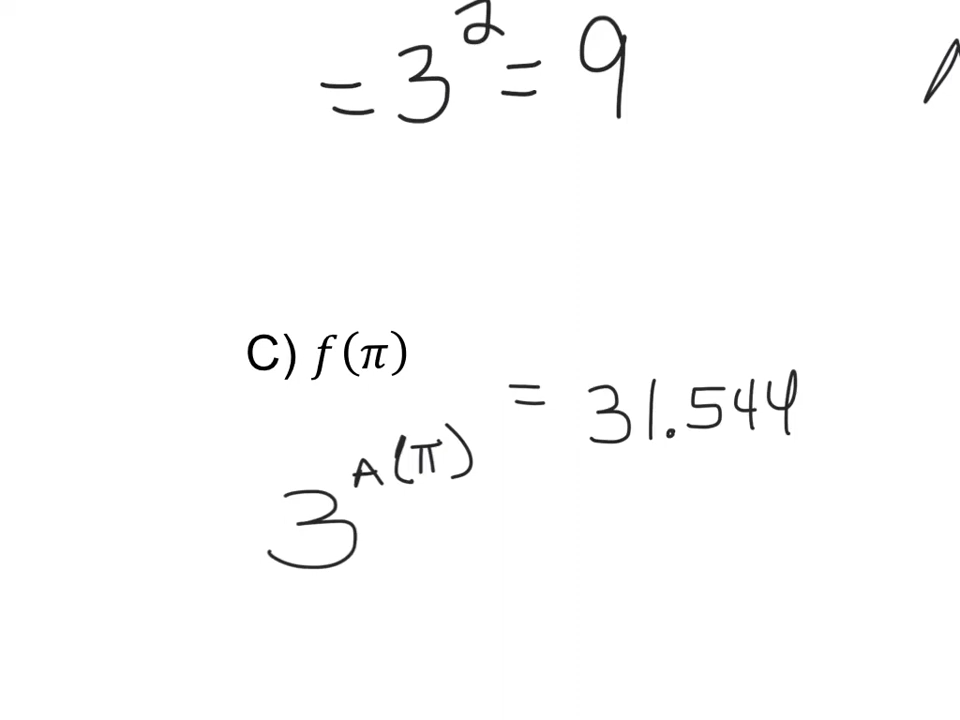 = 3² = 9
C) f(π)
= 31.544
3^A(π)